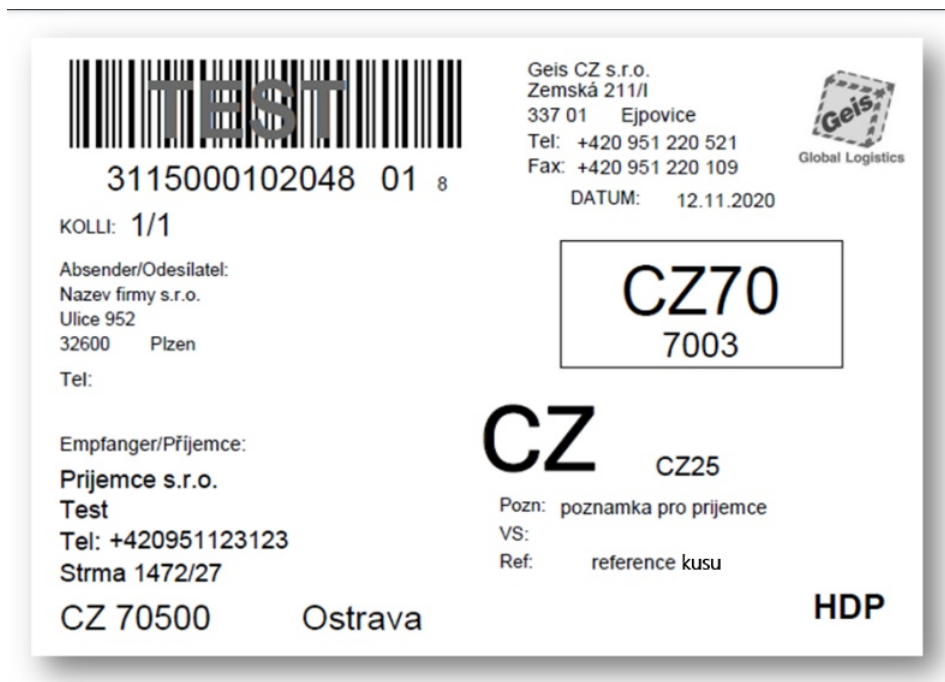 TEST
3115000102048 01 8
KOLLI: 1/1
Absender/Odesílatel:
Nazev firmy s.r.o.
Ulice 952
32600 Plzen
Tel:
Empfanger/Příjemce:
Prijemce s.r.o.
Test
Tel: +420951123123
Strma 1472/27
CZ 70500 Ostrava
Geis CZ s.r.o.
Zemská 211/I
337 01 Ejpovice
Tel: +420 951 220 521
Fax: +420 951 220 109
DATUM: 12.11.2020
Geis
Global Logistics
CZ70
7003
CZ CZ25
Pozn: poznamka pro prijemce
VS:
Ref: reference kusu
HDP